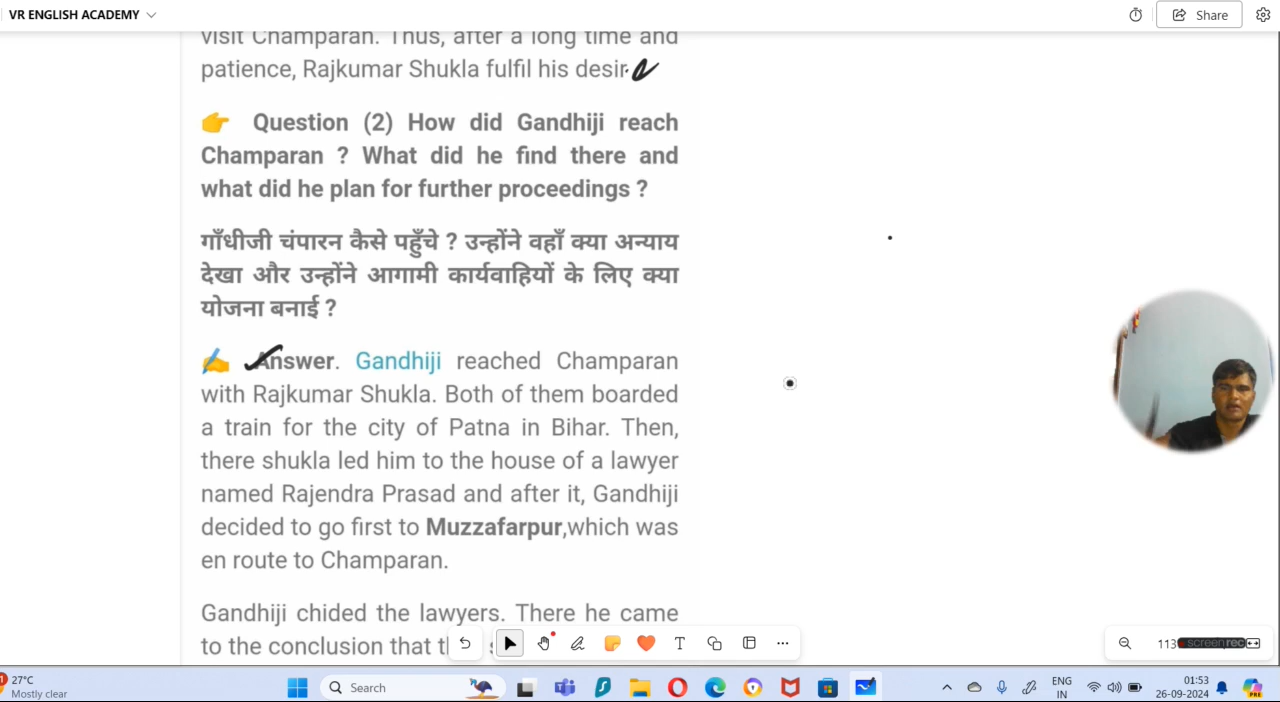 VR ENGLISH ACADEMY
Share
visit Champaran. Thus, after a long time and
patience, Rajkumar Shukla fulfil his desir
Question (2) How did Gandhiji reach
Champaran ? What did he find there and
what did he plan for further proceedings ?
गाँधीजी चंपारन कैसे पहुँचे ? उन्होंने वहाँ क्या अन्याय
देखा और उन्होंने आगामी कार्यवाहियों के लिए क्या
योजना बनाई ?
Answer. Gandhiji reached Champaran
with Rajkumar Shukla. Both of them boarded
a train for the city of Patna in Bihar. Then,
there shukla led him to the house of a lawyer
named Rajendra Prasad and after it, Gandhiji
decided to go first to Muzzafarpur,which was
en route to Champaran.
Gandhiji chided the lawyers. There he came
to the conclusion that
113
screenrec
27°C
Mostly clear
Search
ENG
IN
01:53
26-09-2024